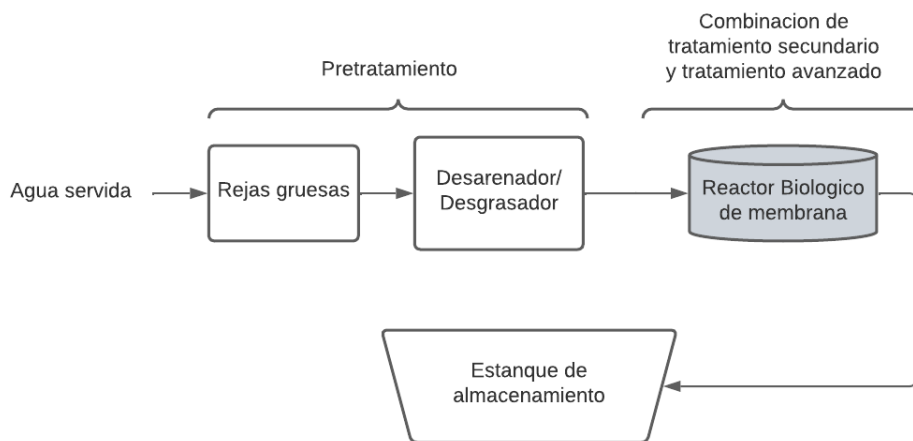 Combinacion de
tratamiento secundario
y tratamiento avanzado
Pretratamiento
Agua servida
Rejas gruesas
Desarenador/
Desgrasador
Reactor Biologico
de membrana
Estanque de
almacenamiento